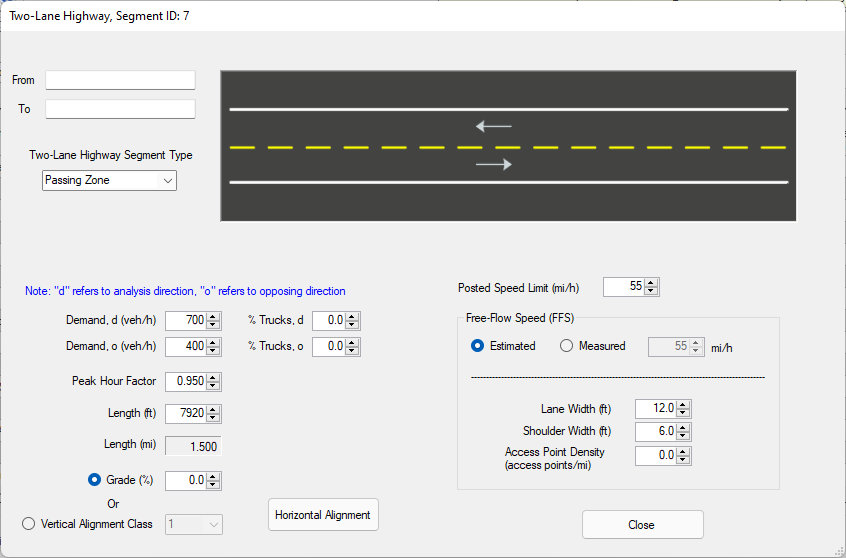 Two-Lane Highway, Segment ID: 7
From
To
Two-Lane Highway Segment Type
Passing Zone
Note: "d" refers to analysis direction, "o" refers to opposing direction
Posted Speed Limit (mi/h) 55
Demand, d (veh/h) 700 % Trucks, d 0.0
Demand, o (veh/h) 400 % Trucks, o 0.0
Peak Hour Factor 0.950
Length (ft) 7920
Length (mi) 1.500
Grade (%) 0.0
Or
Vertical Alignment Class 1
Horizontal Alignment
Free-Flow Speed (FFS)
Estimated Measured 55 mi/h
Lane Width (ft) 12.0
Shoulder Width (ft) 6.0
Access Point Density 0.0
(access points/mi)
Close